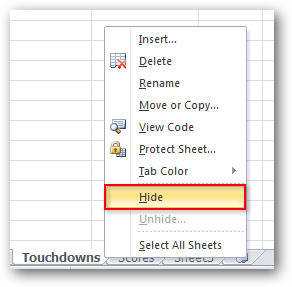 Insert...
Delete
Rename
Move or Copy...
View Code
Protect Sheet...
Tab Color
Hide
Unhide...
Select All Sheets
Touchdowns Scores Sheet3